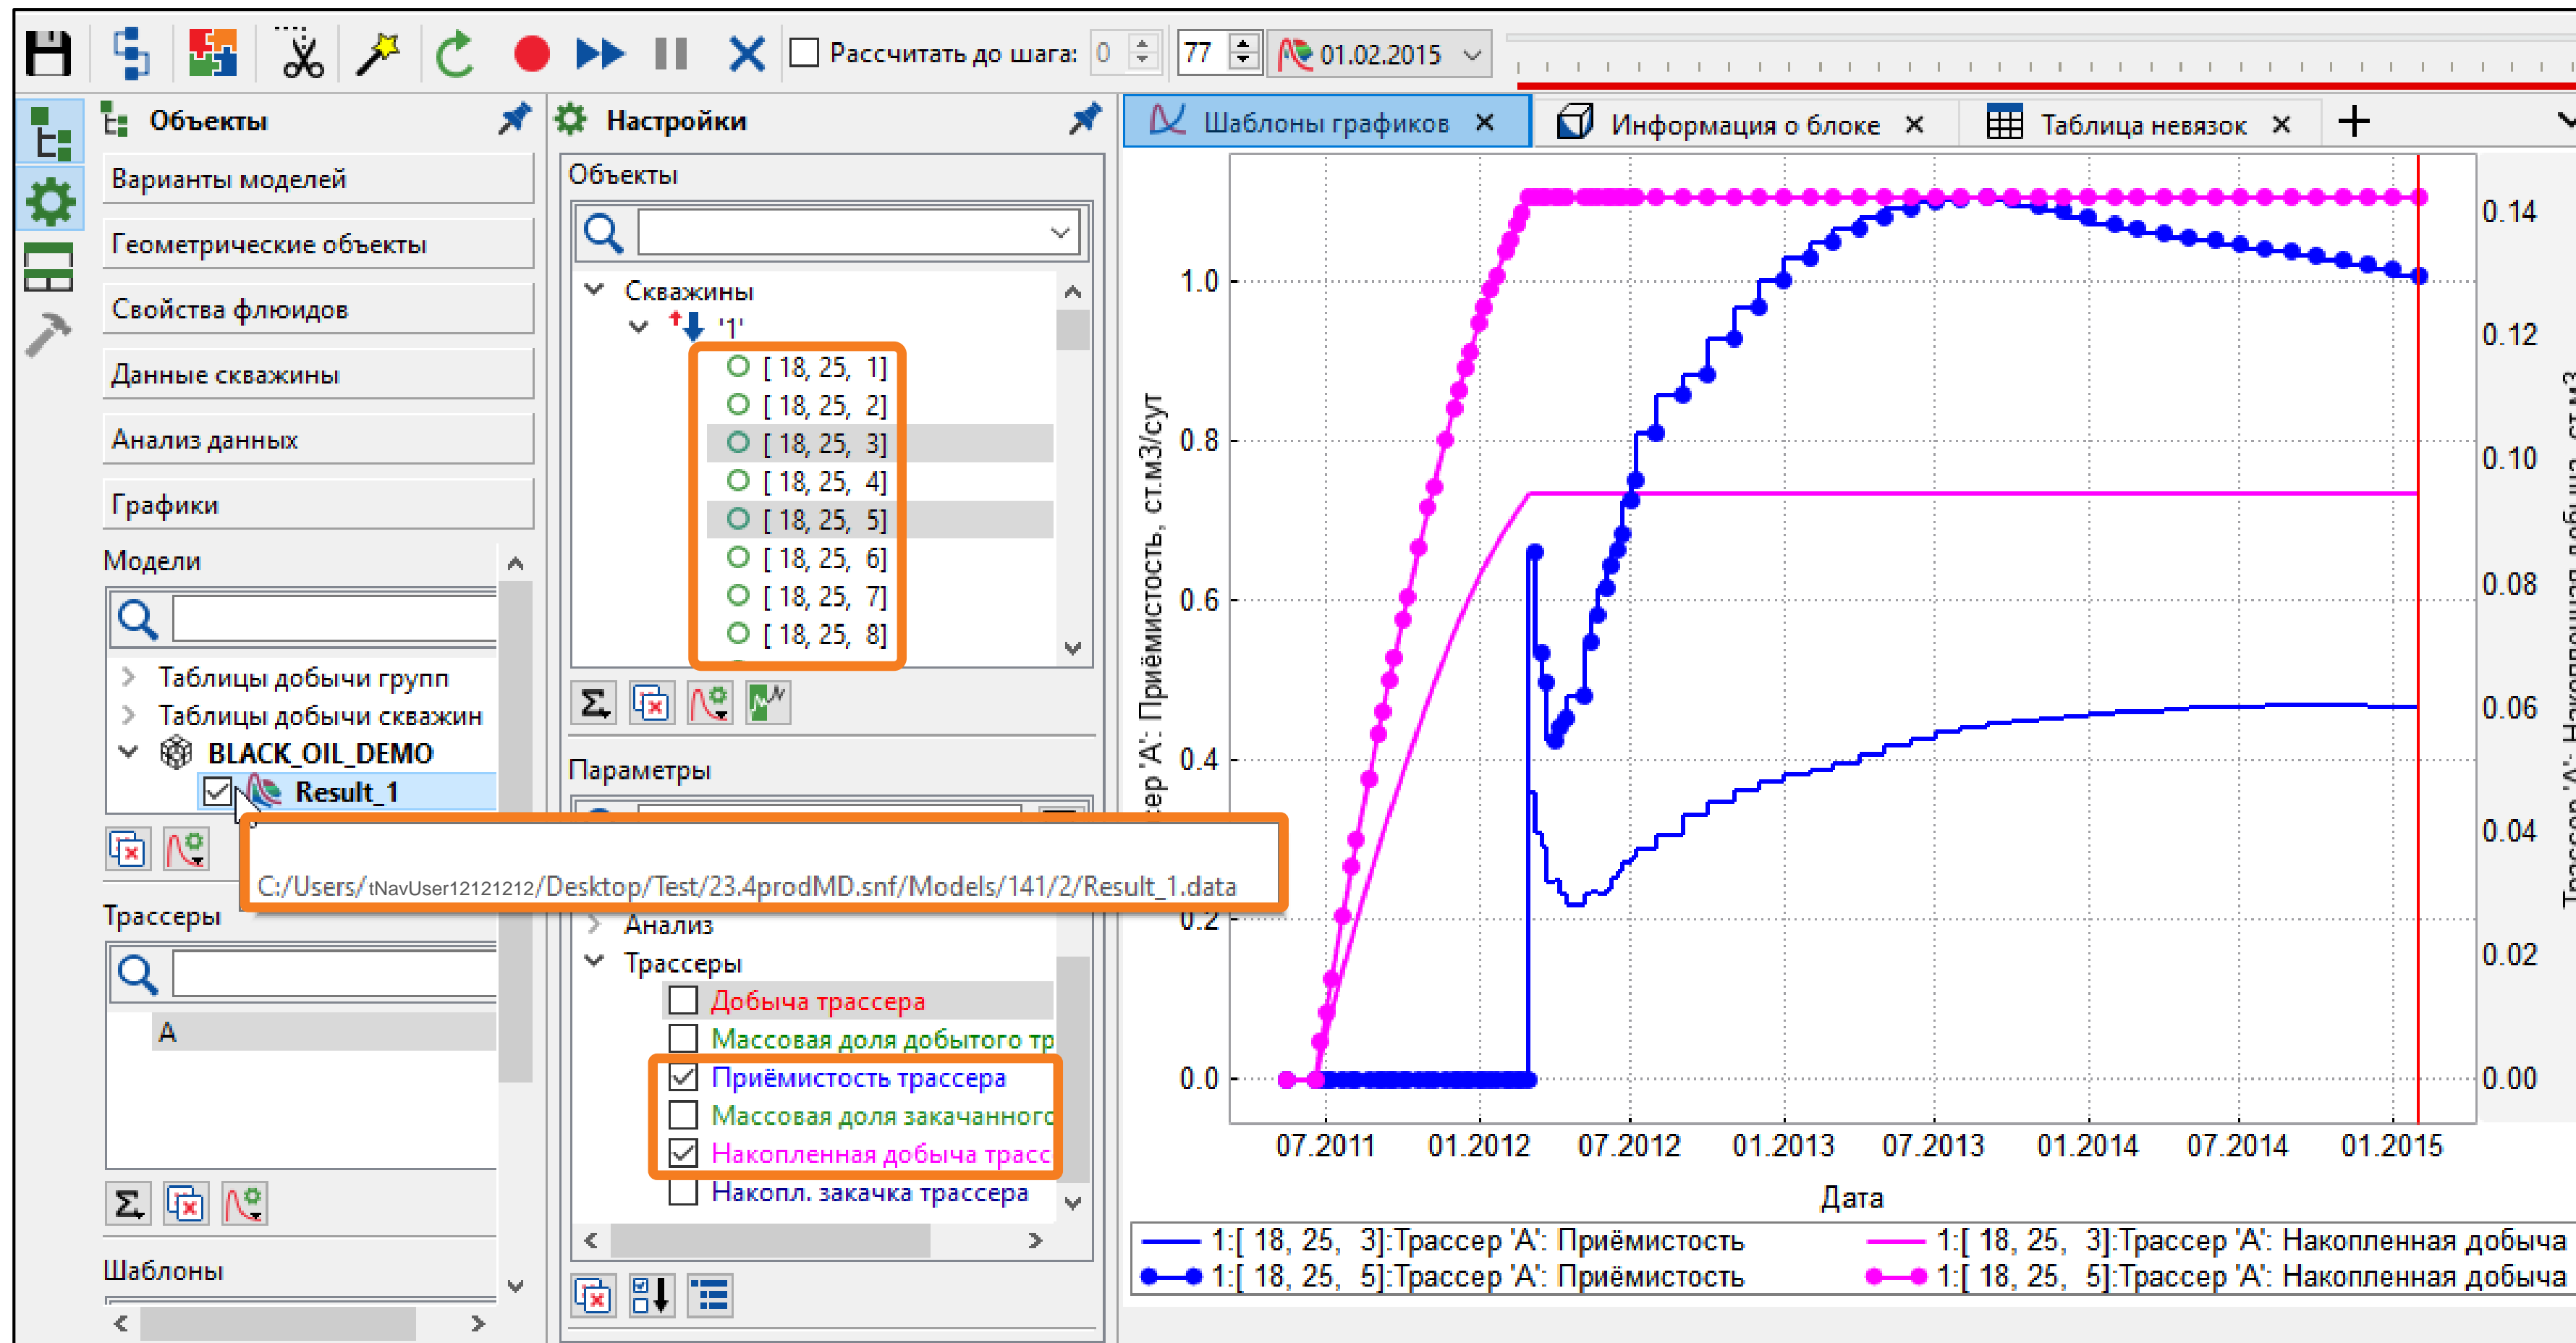 Рассчитать до шага: 0 77 01.02.2015
Объекты
Варианты моделей
Геометрические объекты
Свойства флюидов
Данные скважины
Анализ данных
Графики
Модели
Таблицы добычи групп
Таблицы добычи скважин
BLACK_OIL_DEMO
Result_1
C:/Users/tNavUser12121212/Desktop/Test/23.4prodMD.snf/Models/141/2/Result_1.data
Трассеры
A
Шаблоны
Настройки
Объекты
Скважины
'1'
[ 18, 25, 1]
[ 18, 25, 2]
[ 18, 25, 3]
[ 18, 25, 4]
[ 18, 25, 5]
[ 18, 25, 6]
[ 18, 25, 7]
[ 18, 25, 8]
Параметры
Анализ
Трассеры
Добыча трассера
Массовая доля добытого тр
Приёмистость трассера
Массовая доля закачанного
Накопленная добыча трасс
Накопл. закачка трассера
Шаблоны графиков
Информация о блоке
Таблица невязок
сер 'A': Приёмистость, ст.м3/сут
1.0
0.8
0.6
0.4
0.2
0.0
0.14
0.12
0.10
0.08
0.06
0.04
0.02
0.00
07.2011 01.2012 07.2012 01.2013 07.2013 01.2014 07.2014 01.2015
Дата
1:[ 18, 25, 3]:Трассер 'A': Приёмистость
1:[ 18, 25, 3]:Трассер 'A': Накопленная добыча
1:[ 18, 25, 5]:Трассер 'A': Приёмистость
1:[ 18, 25, 5]:Трассер 'A': Накопленная добыча